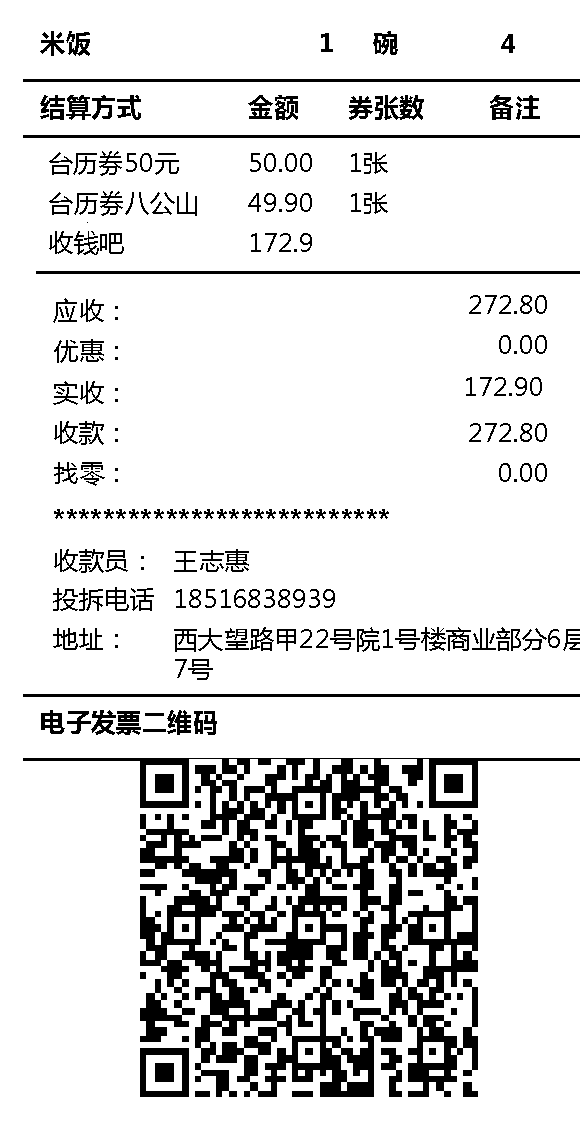 米饭 1 碗 4
结算方式 金额 券张数 备注
台历券50元 50.00 1张
台历券八公山 49.90 1张
收钱吧 172.9
应收： 272.80
优惠： 0.00
实收： 172.90
收款： 272.80
找零： 0.00
***************************
收款员： 王志惠
投拆电话 18516838939
地址： 西大望路甲22号院1号楼商业部分6层
7号
电子发票二维码